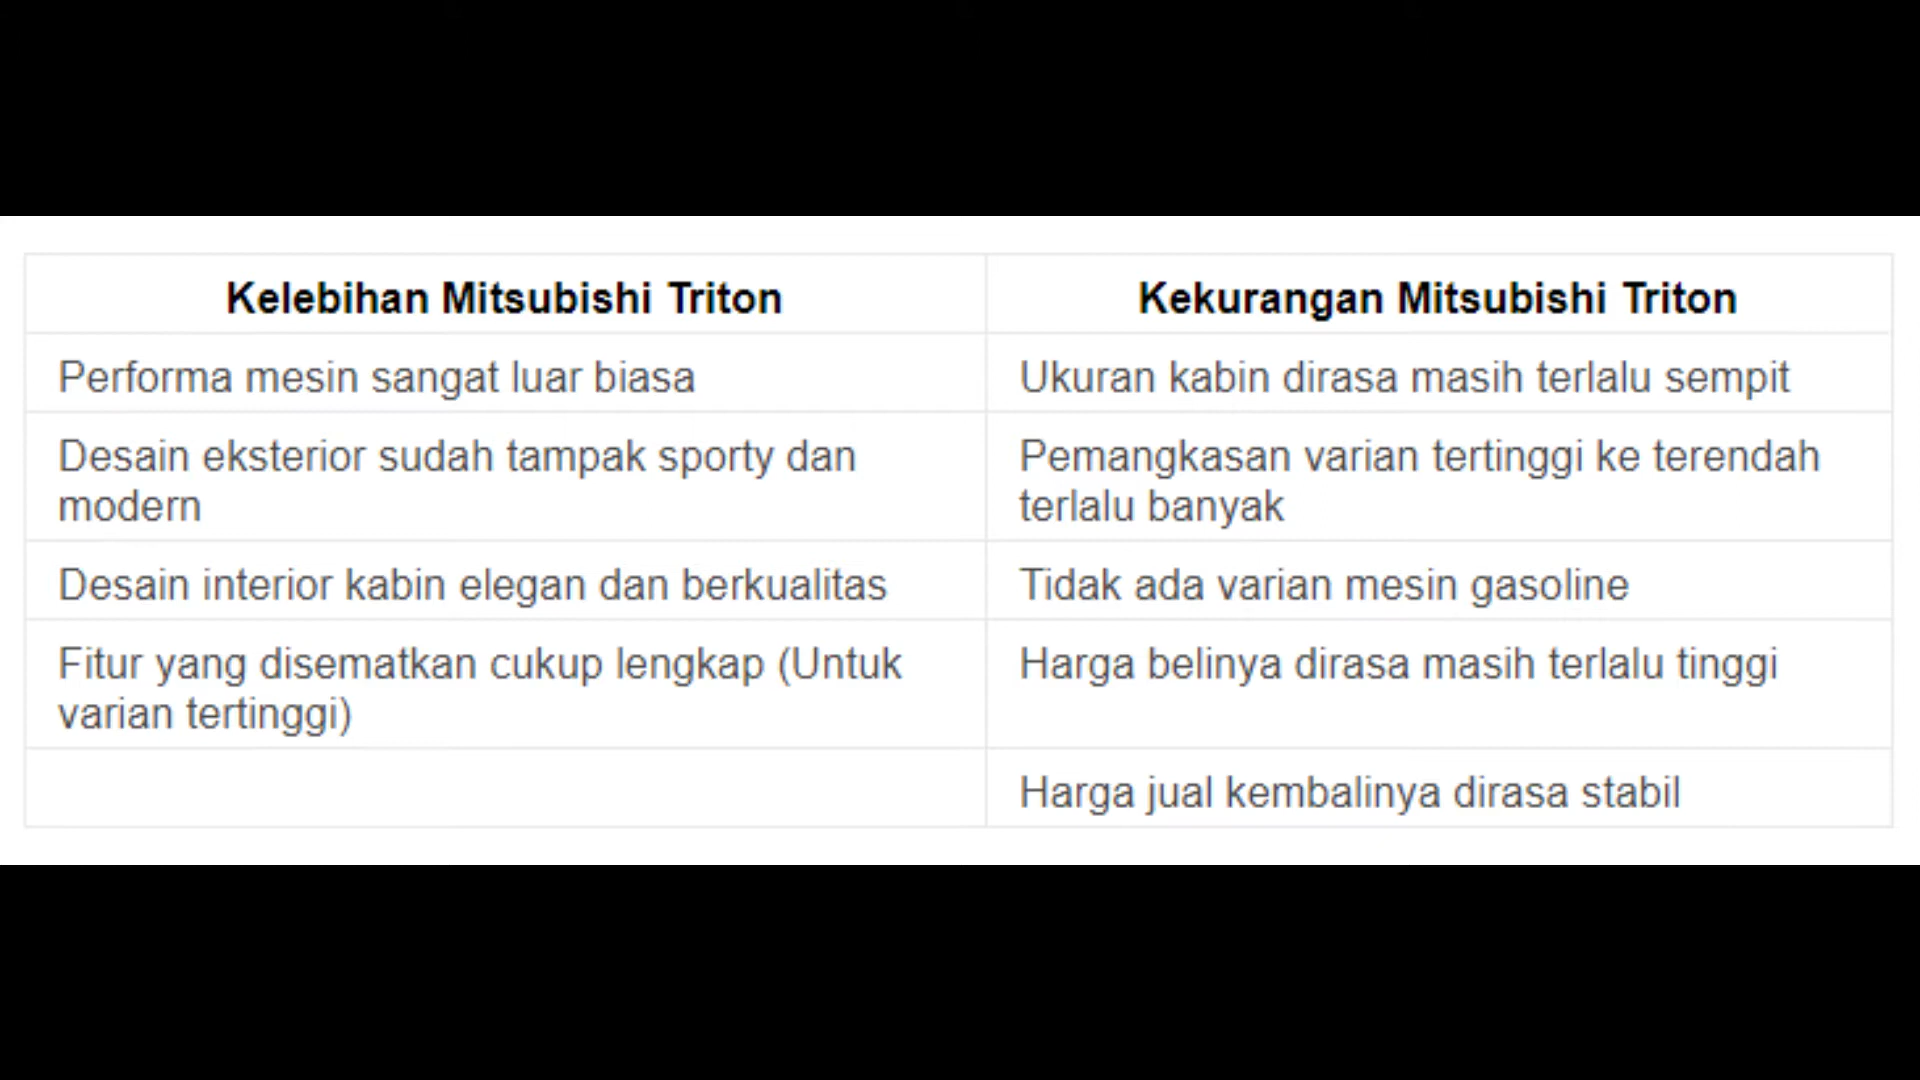 Kelebihan Mitsubishi Triton
Kekurangan Mitsubishi Triton
Performa mesin sangat luar biasa
Ukuran kabin dirasa masih terlalu sempit
Desain eksterior sudah tampak sporty dan
modern
Pemangkasan varian tertinggi ke terendah
terlalu banyak
Desain interior kabin elegan dan berkualitas
Tidak ada varian mesin gasoline
Fitur yang disematkan cukup lengkap (Untuk
varian tertinggi)
Harga belinya dirasa masih terlalu tinggi
Harga jual kembalinya dirasa stabil